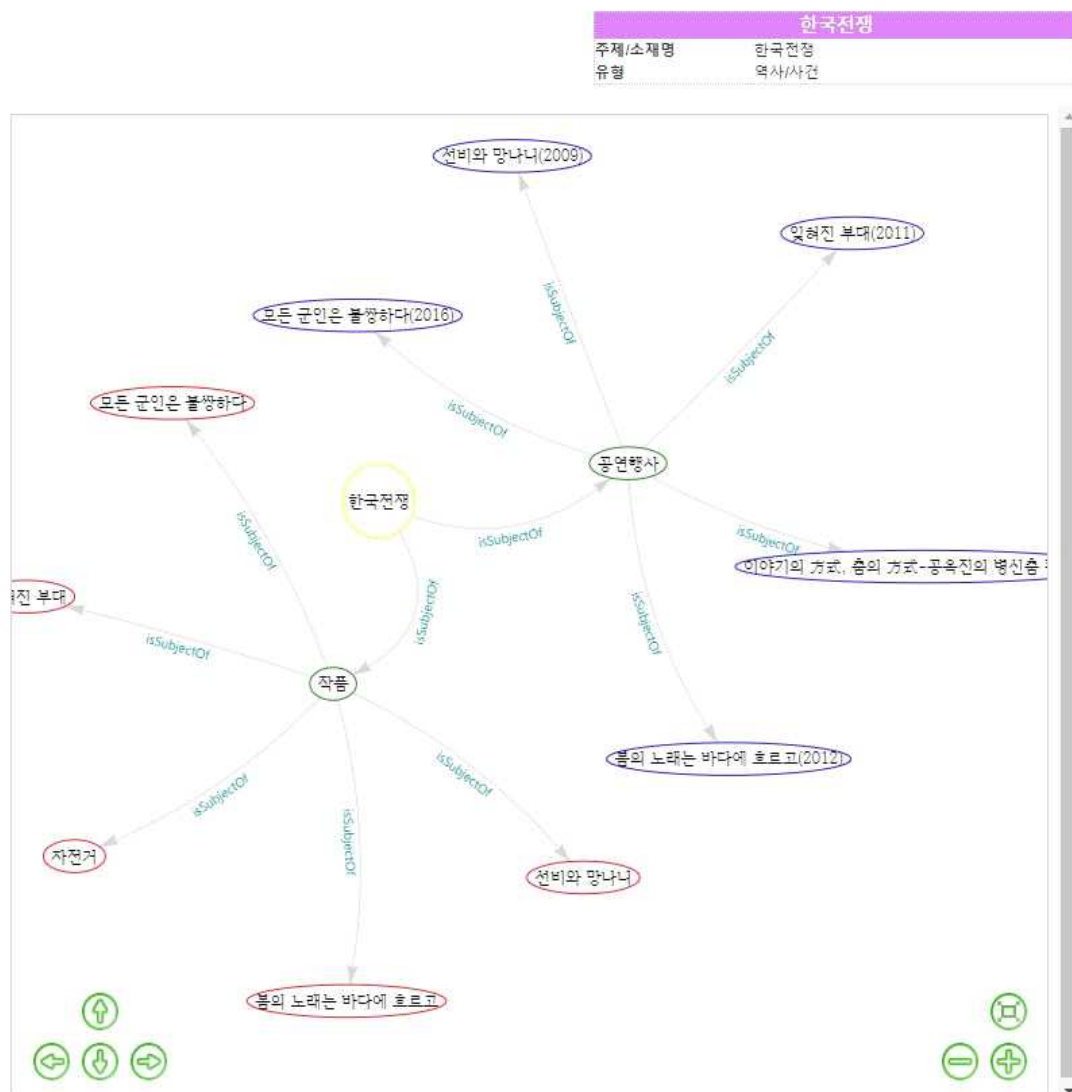 한국전쟁
주제/소재명 한국전쟁
유형 역사/사건
선비와 망나니(2009)
잊혀진 부대(2011)
isSubjectOf
모든 군인은 불쌍하다(2016)
isSubjectOf
isSubjectOf
모든 군인은 불쌍하다
공연행사
한국전쟁
isSubjectOf
isSubjectOf
isSubjectOf
이야기의 方式, 춤의 方式-공옥진의 병신춤
진 부대
isSubjectOf
isSubjectOf
isSubjectOf
작품
봄의 노래는 바다에 흐르고(2012)
isSubjectOf
isSubjectOf
isSubjectOf
자전거
선비와 망나니
봄의 노래는 바다에 흐르고